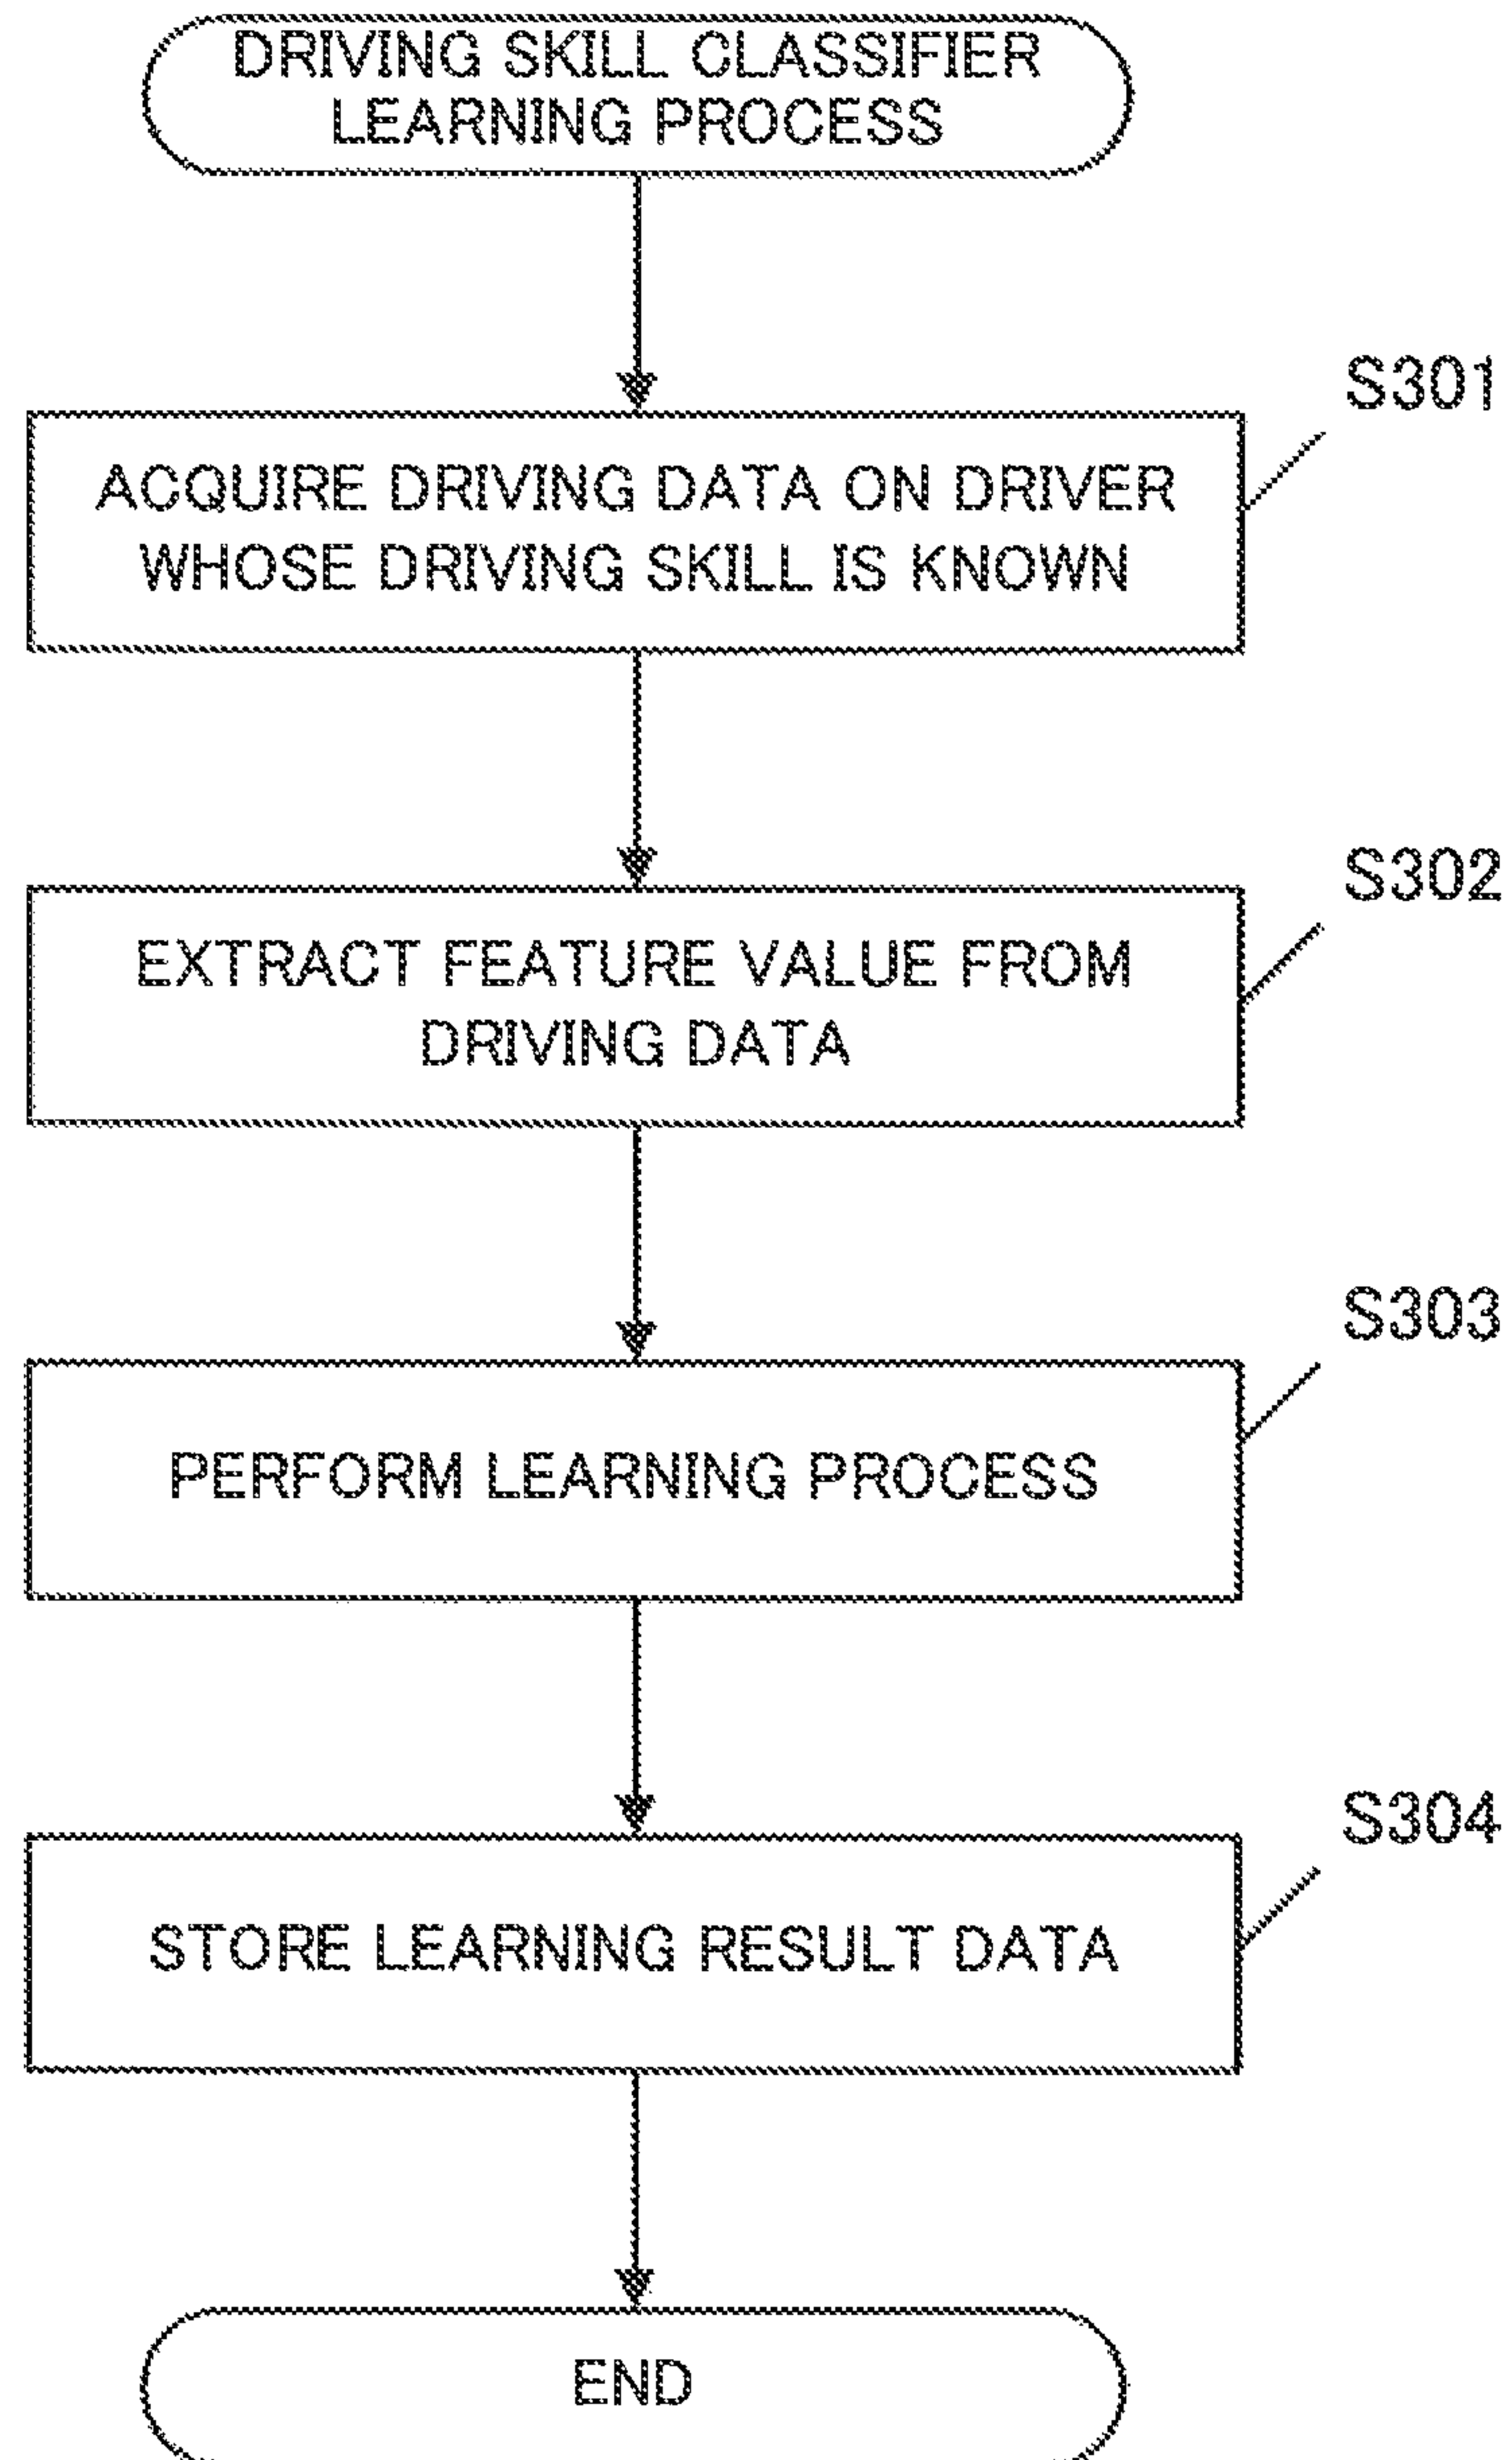 DRIVING SKILL CLASSIFIER
LEARNING PROCESS
S301
ACQUIRE DRIVING DATA ON DRIVER
WHOSE DRIVING SKILL IS KNOWN
S302
EXTRACT FEATURE VALUE FROM
DRIVING DATA
S303
PERFORM LEARNING PROCESS
S304
STORE LEARNING RESULT DATA
END